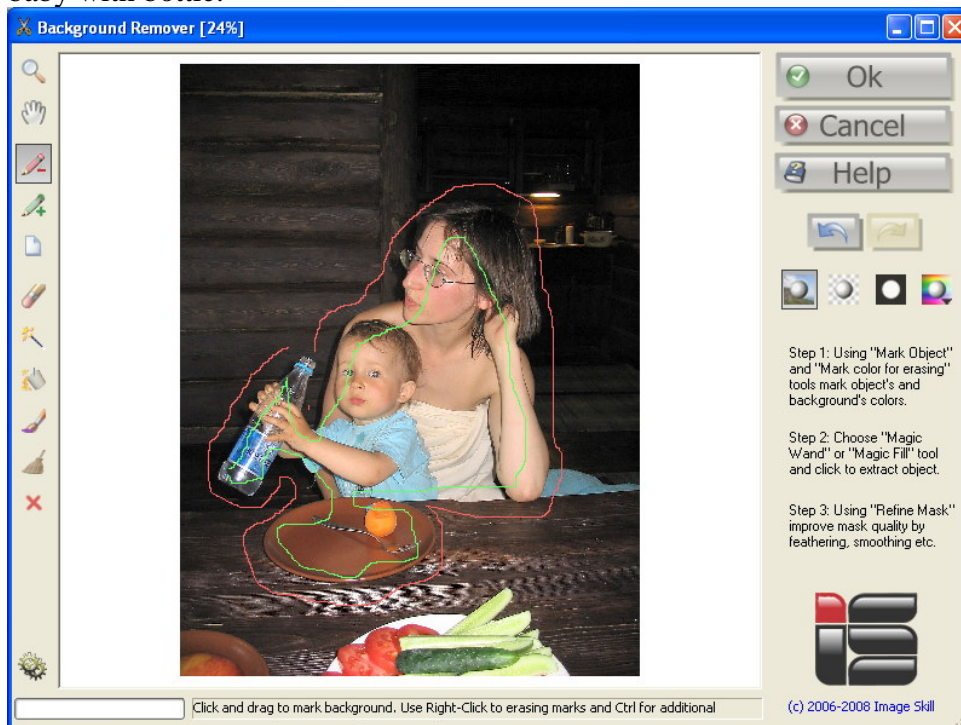 baby with bottle.
Background Remover [24%]
Ok
Cancel
Help
Step 1: Using "Mark Object"
and "Mark color for erasing"
tools mark object's and
background's colors.
Step 2: Choose "Magic
Wand" or "Magic Fill" tool
and click to extract object.
Step 3: Using "Refine Mask"
improve mask quality by
feathering, smoothing etc.
Click and drag to mark background. Use Right-Click to erasing marks and Ctrl for additional
(c) 2006-2008 Image Skill